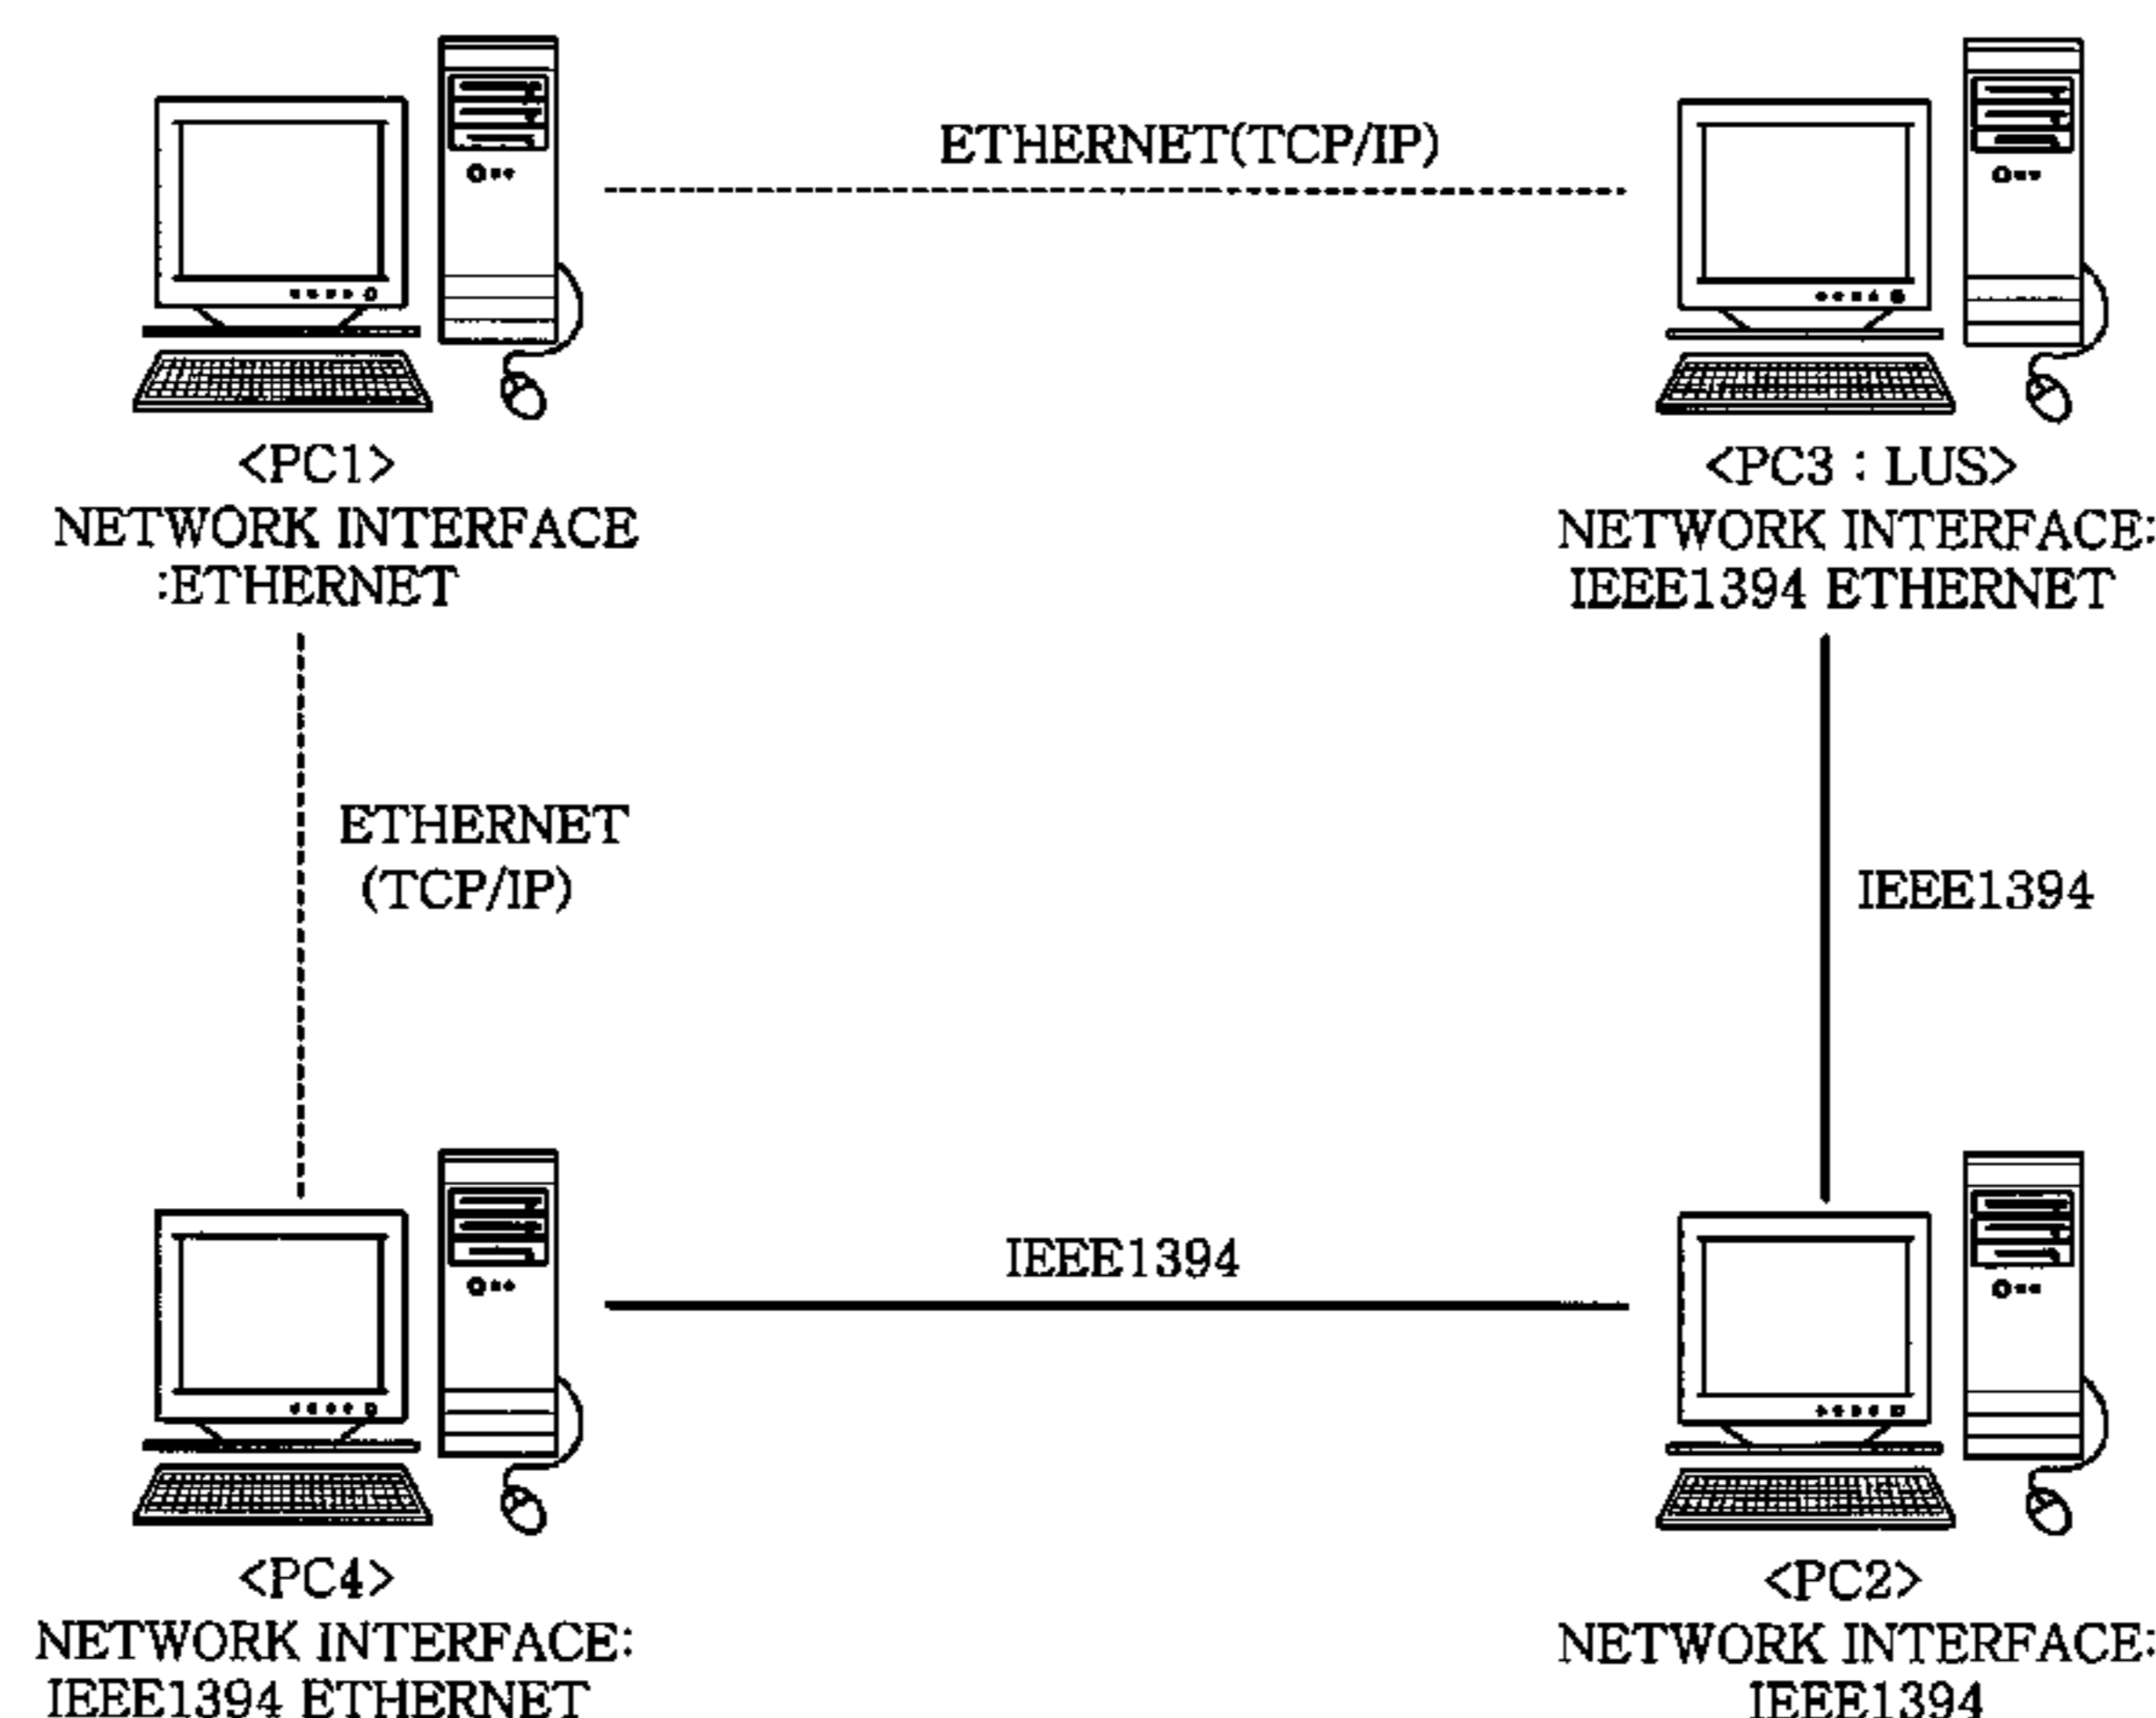 ETHERNET(TCP/IP)
<PC1>
NETWORK INTERFACE
:ETHERNET
<PC3 : LUS>
NETWORK INTERFACE:
IEEE1394 ETHERNET
ETHERNET
(TCP/IP)
IEEE1394
IEEE1394
<PC4>
NETWORK INTERFACE:
IEEE1394 ETHERNET
<PC2>
NETWORK INTERFACE:
IEEE1394